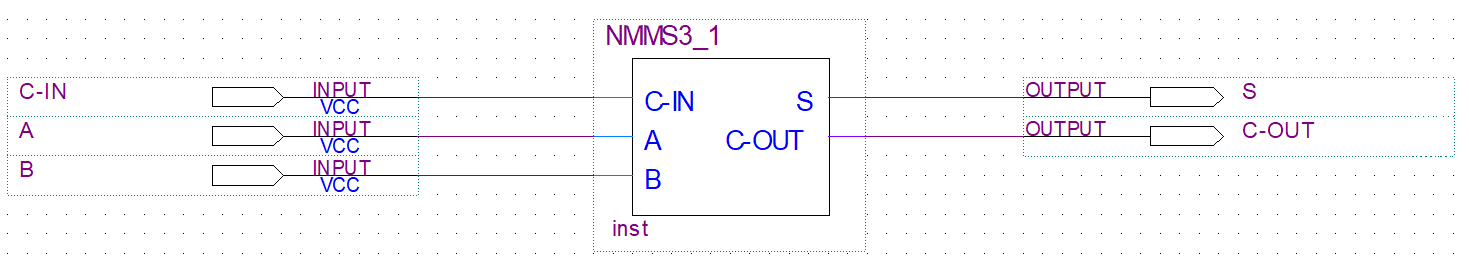 NMMS3_1
C-IN INPUT VCC C-IN S OUTPUT S
A INPUT VCC A C-OUT OUTPUT C-OUT
B INPUT VCC B
inst